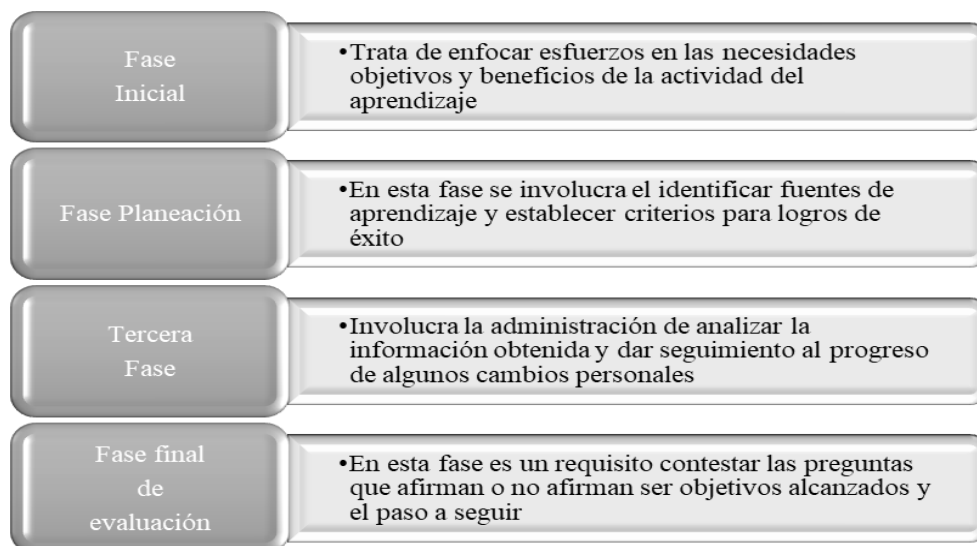 Fase
Inicial
•Trata de enfocar esfuerzos en las necesidades
objetivos y beneficios de la actividad del
aprendizaje
Fase Planeación
•En esta fase se involucra el identificar fuentes de
aprendizaje y establecer criterios para logros de
éxito
Tercera
Fase
•Involucra la administración de analizar la
información obtenida y dar seguimiento al progreso
de algunos cambios personales
Fase final
de
evaluación
•En esta fase es un requisito contestar las preguntas
que afirman o no afirman ser objetivos alcanzados y
el paso a seguir